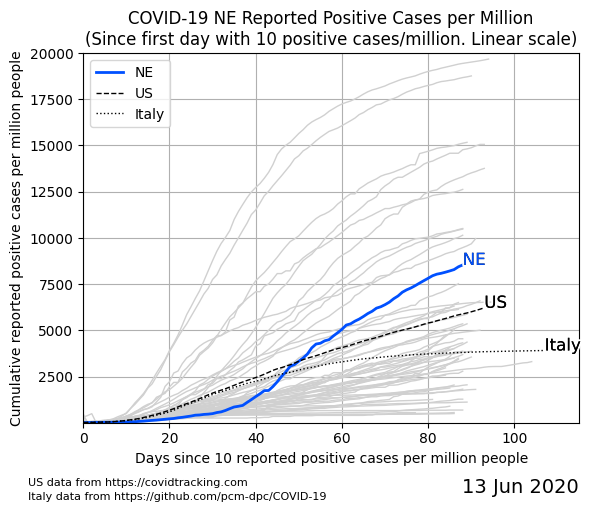 COVID-19 NE Reported Positive Cases per Million
(Since first day with 10 positive cases/million. Linear scale)
Cumulative reported positive cases per million people
20000
17500
15000
12500
10000
7500
5000
2500
NE
US
Italy
NE
US
Italy
0
20
40
60
80
100
Days since 10 reported positive cases per million people
US data from https://covidtracking.com
Italy data from https://github.com/pcm-dpc/COVID-19
13 Jun 2020